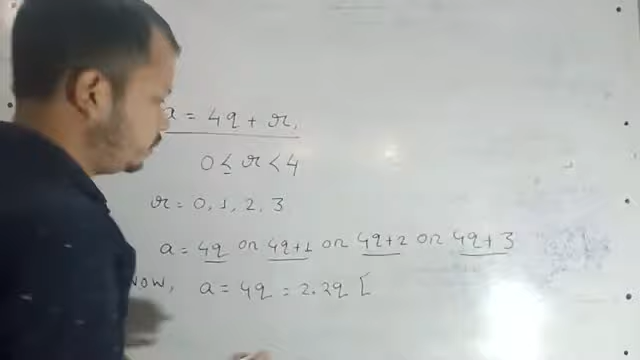 a = 4q + r,
0 ≤ r < 4
r = 0, 1, 2, 3
a = 4q or 4q+1 or 4q+2 or 4q+3
Now, a = 4q = 2.2q [